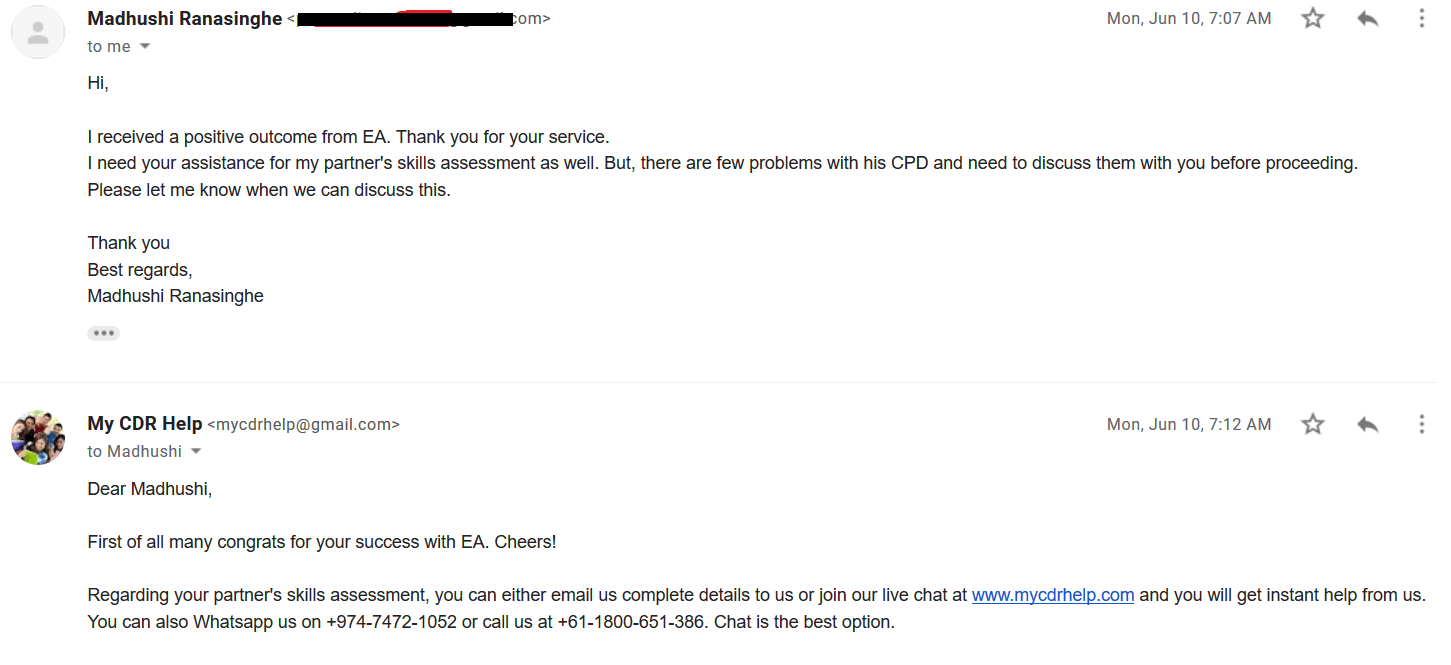 Madhushi Ranasinghe < com> Mon, Jun 10, 7:07 AM
to me
Hi,
I received a positive outcome from EA. Thank you for your service.
I need your assistance for my partner's skills assessment as well. But, there are few problems with his CPD and need to discuss them with you before proceeding.
Please let me know when we can discuss this.
Thank you
Best regards,
Madhushi Ranasinghe
My CDR Help <mycdrhelp@gmail.com> Mon, Jun 10, 7:12 AM
to Madhushi
Dear Madhushi,
First of all many congrats for your success with EA. Cheers!
Regarding your partner's skills assessment, you can either email us complete details to us or join our live chat at www.mycdrhelp.com and you will get instant help from us.
You can also Whatsapp us on +974-7472-1052 or call us at +61-1800-651-386. Chat is the best option.